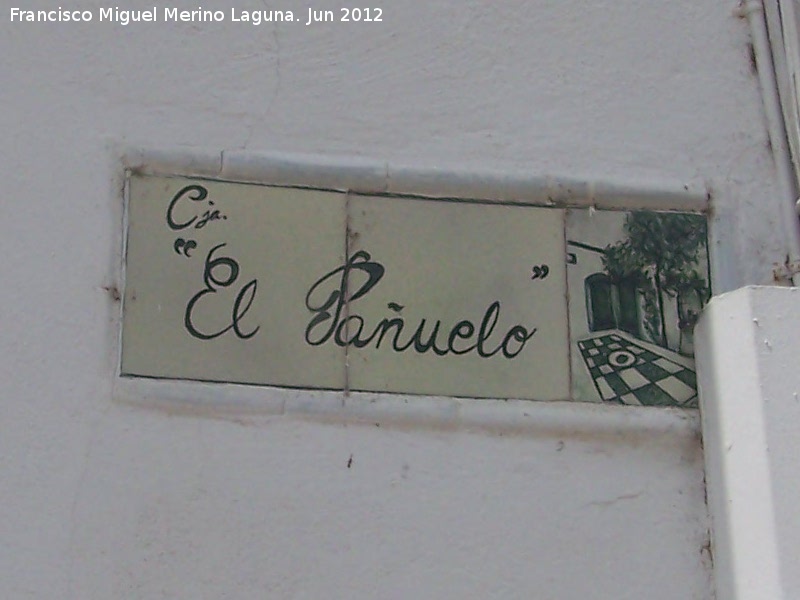 Francisco Miguel Merino Laguna. Jun 2012
Cja.
“El Pañuelo”